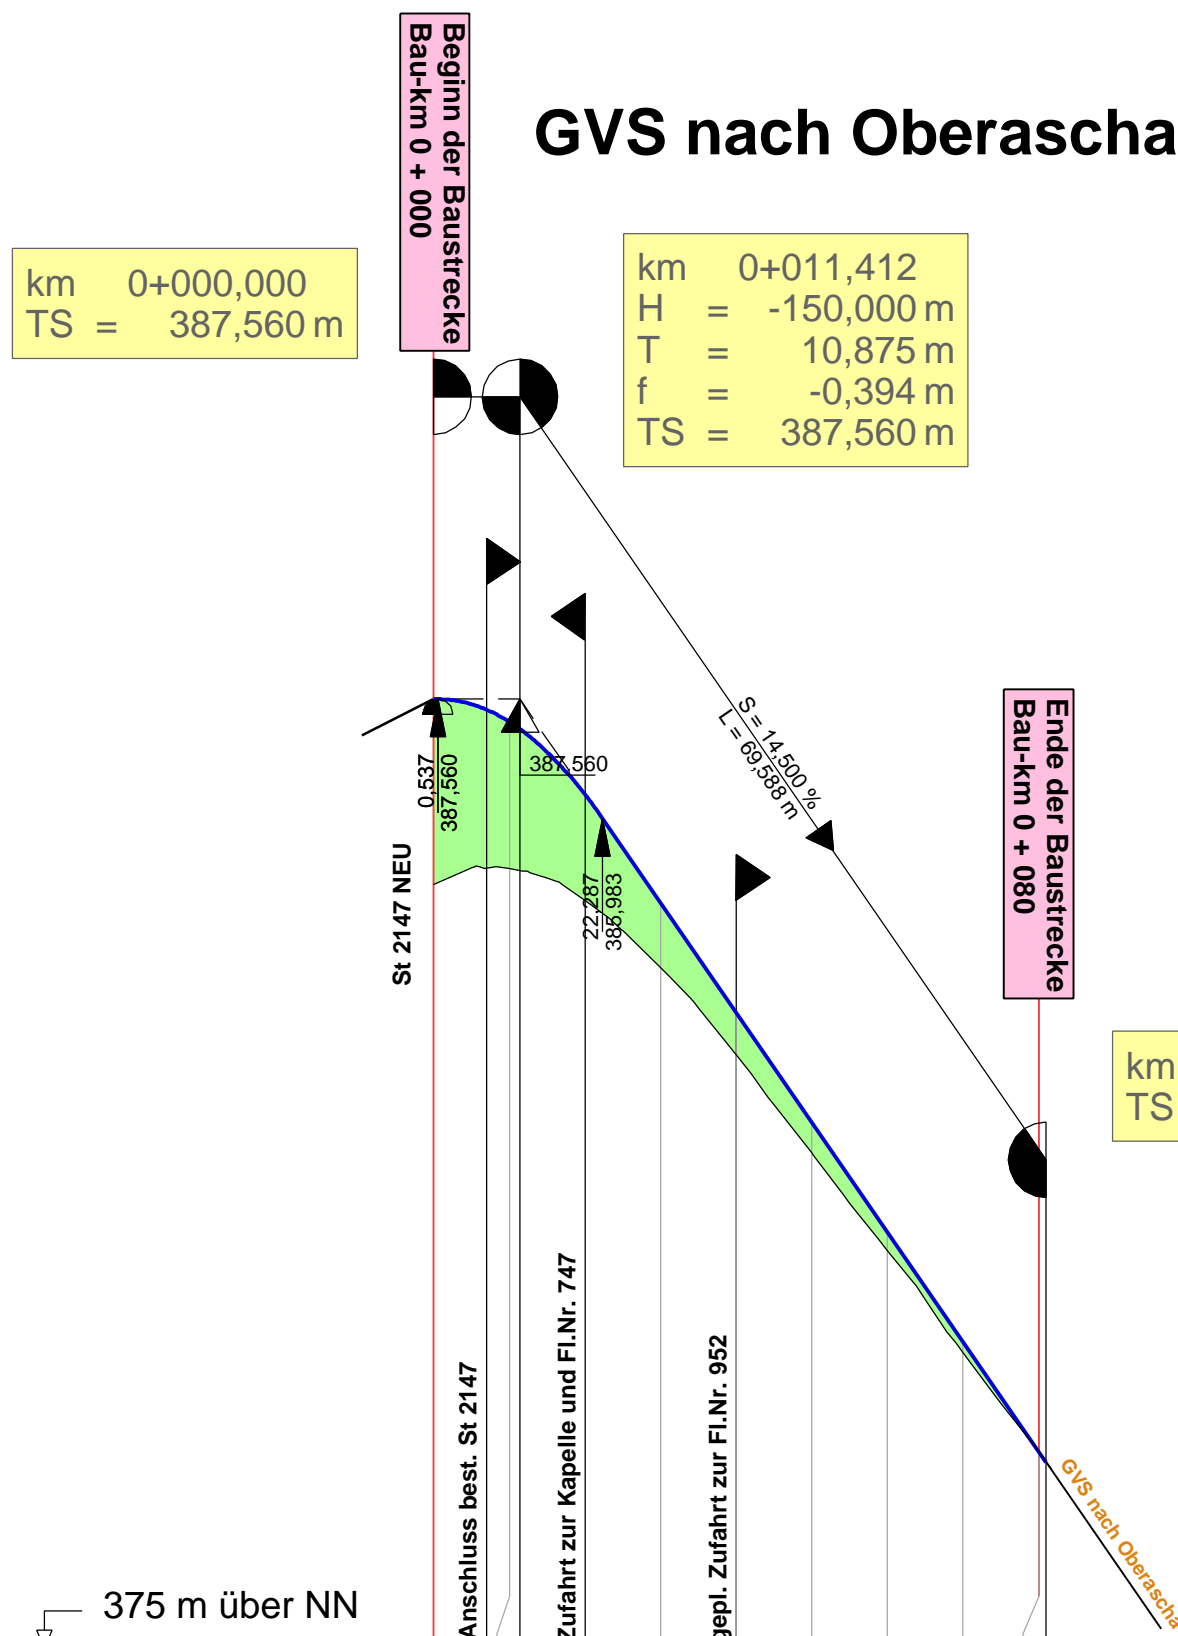 Beginn der Baustrecke
Bau-km 0 + 000
GVS nach Oberascha
km 0+000,000
TS = 387,560 m
km 0+011,412
H = -150,000 m
T = 10,875 m
f = -0,394 m
TS = 387,560 m
S = 14,500 %
L = 69,588 m
Ende der Baustrecke
Bau-km 0 + 080
387,560
0,537
387,560
St 2147 NEU
22,287
385,983
km
TS
Anschluss best. St 2147
Zufahrt zur Kapelle und Fl.Nr. 747
gepl. Zufahrt zur Fl.Nr. 952
GVS nach Oberascha
375 m über NN